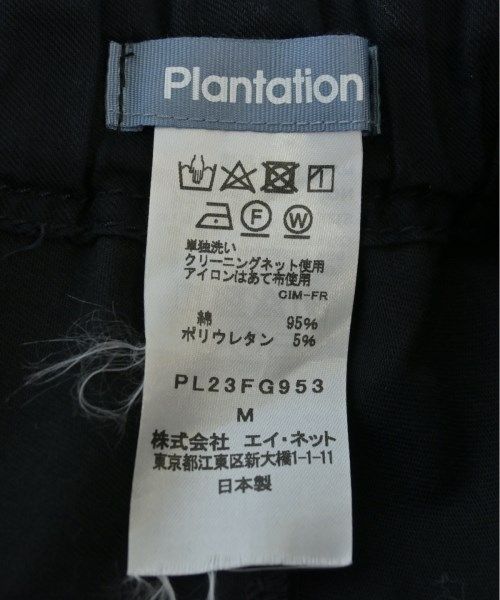 Plantation
F W
単独洗い
クリーニングネット使用
アイロンはあて布使用
CIM-FR
綿 95%
ポリウレタン 5%
PL23FG953
M
株式会社 エイ・ネット
東京都江東区新大橋1-1-11
日本製